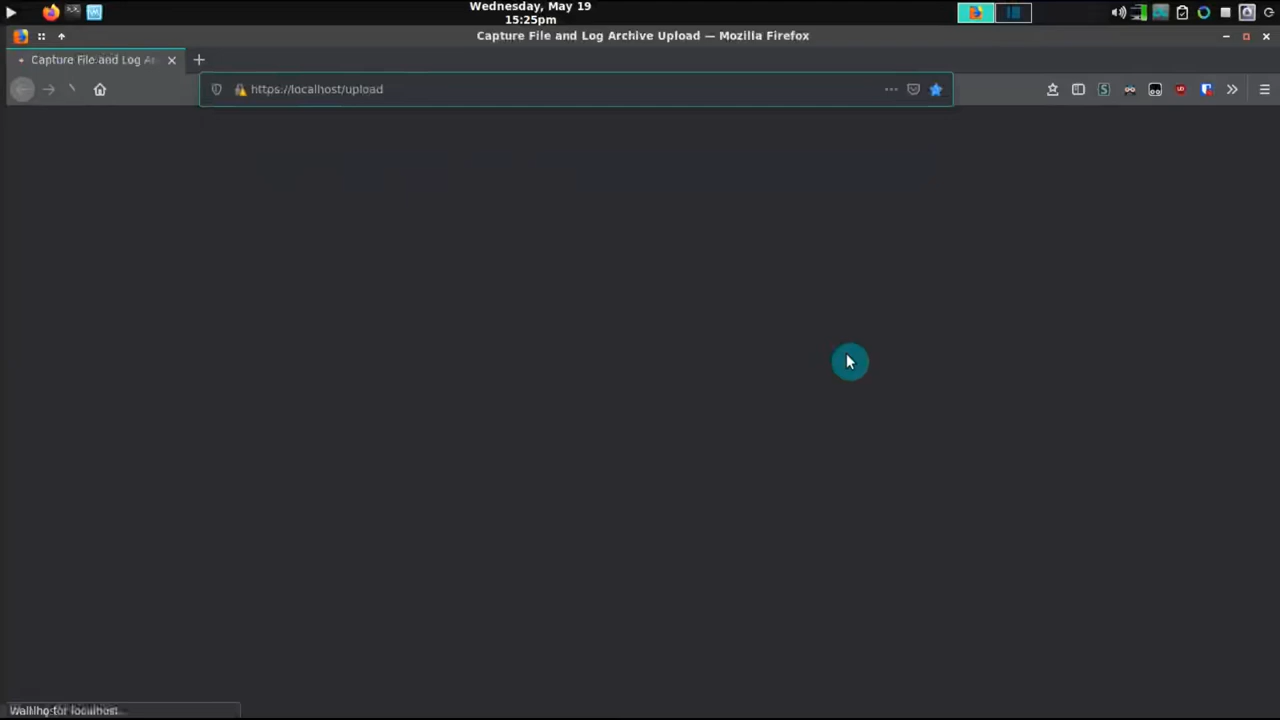 Wednesday, May 19
15:25pm
Capture File and Log Archive Upload — Mozilla Firefox
Capture File and Log Ar
https://localhost/upload
for localhost